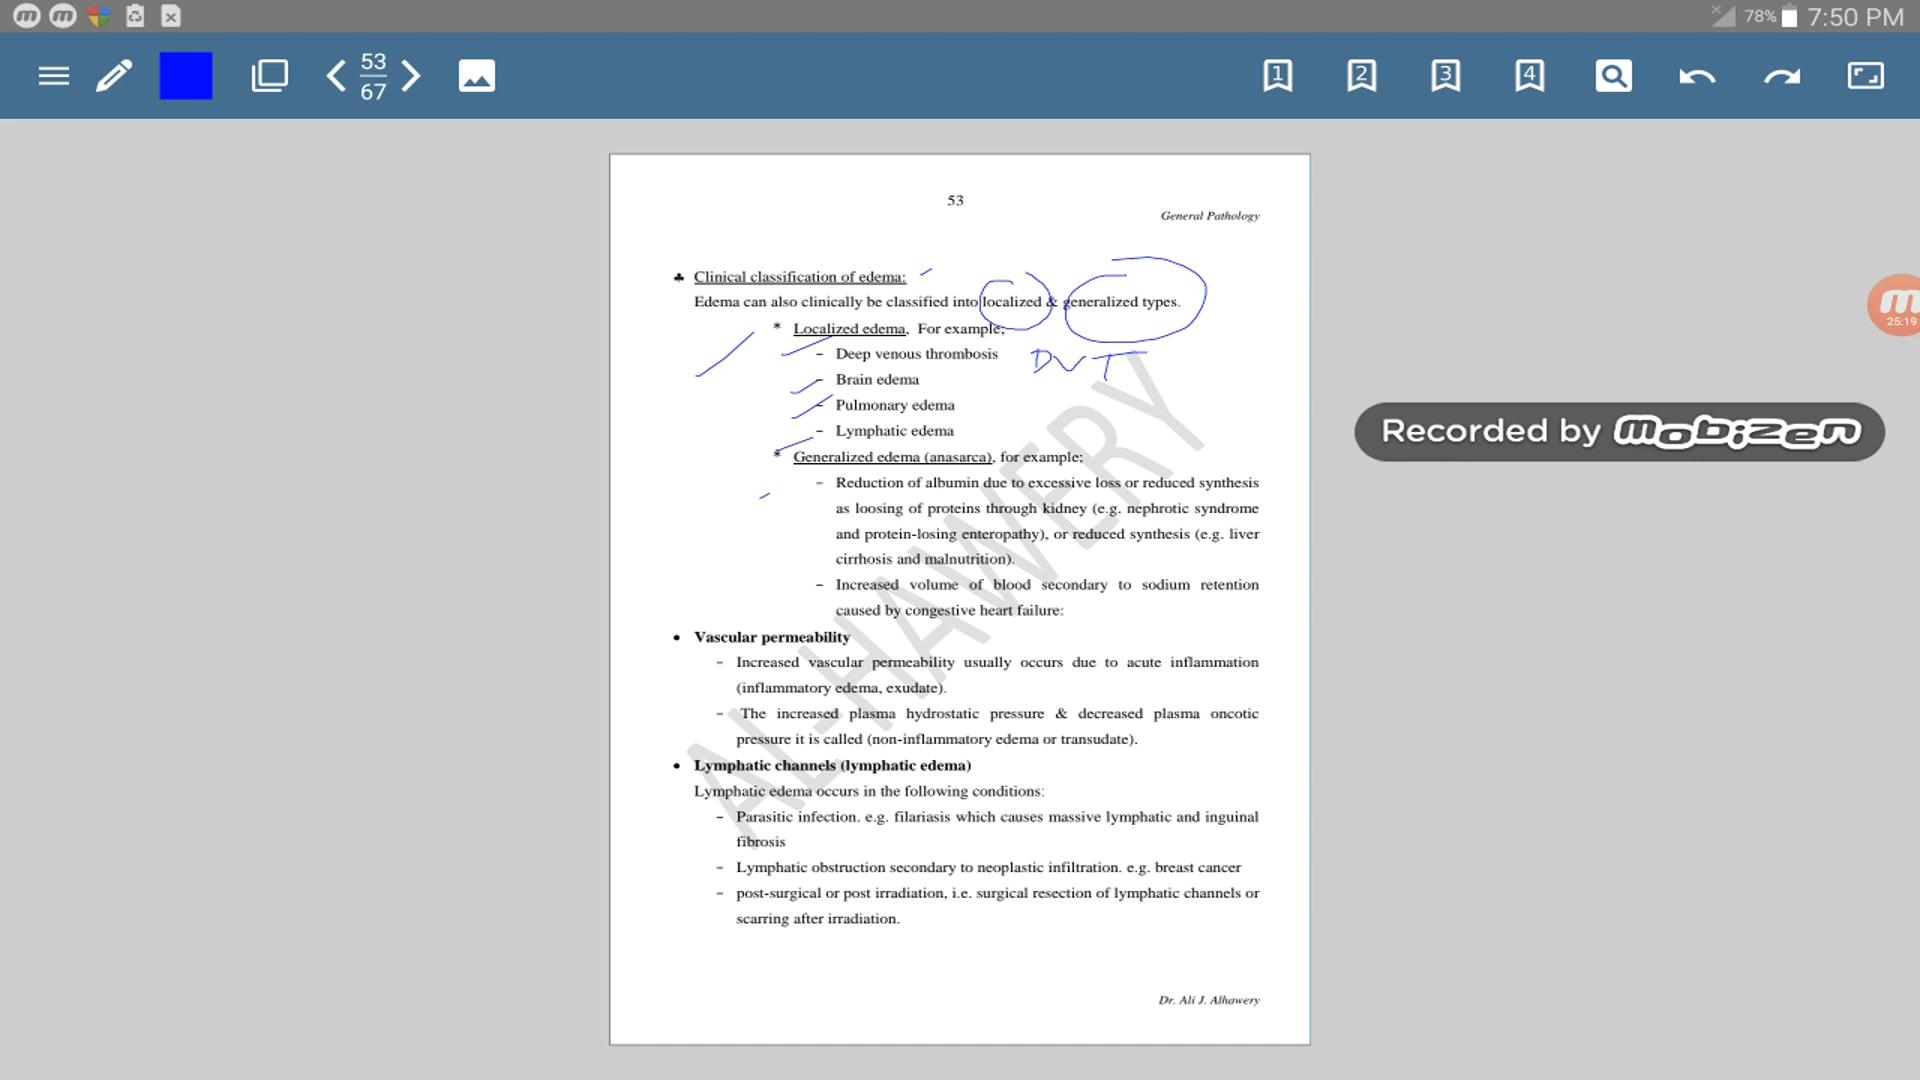 78% 7:50 PM
53
67
1 2 3 4
53
General Pathology
Clinical classification of edema:
Edema can also clinically be classified into localized & generalized types.
* Localized edema, For example;
- Deep venous thrombosis
DVT
- Brain edema
- Pulmonary edema
- Lymphatic edema
* Generalized edema (anasarca), for example;
- Reduction of albumin due to excessive loss or reduced synthesis
as loosing of proteins through kidney (e.g. nephrotic syndrome
and protein-losing enteropathy), or reduced synthesis (e.g. liver
cirrhosis and malnutrition).
- Increased volume of blood secondary to sodium retention
caused by congestive heart failure:
• Vascular permeability
- Increased vascular permeability usually occurs due to acute inflammation
(inflammatory edema, exudate).
- The increased plasma hydrostatic pressure & decreased plasma oncotic
pressure it is called (non-inflammatory edema or transudate).
• Lymphatic channels (lymphatic edema)
Lymphatic edema occurs in the following conditions:
- Parasitic infection. e.g. filariasis which causes massive lymphatic and inguinal
fibrosis
- Lymphatic obstruction secondary to neoplastic infiltration. e.g. breast cancer
- post-surgical or post irradiation, i.e. surgical resection of lymphatic channels or
scarring after irradiation.
Dr. Ali J. Alhawery
AL-HAWERY
m
25:19
Recorded by mobizen